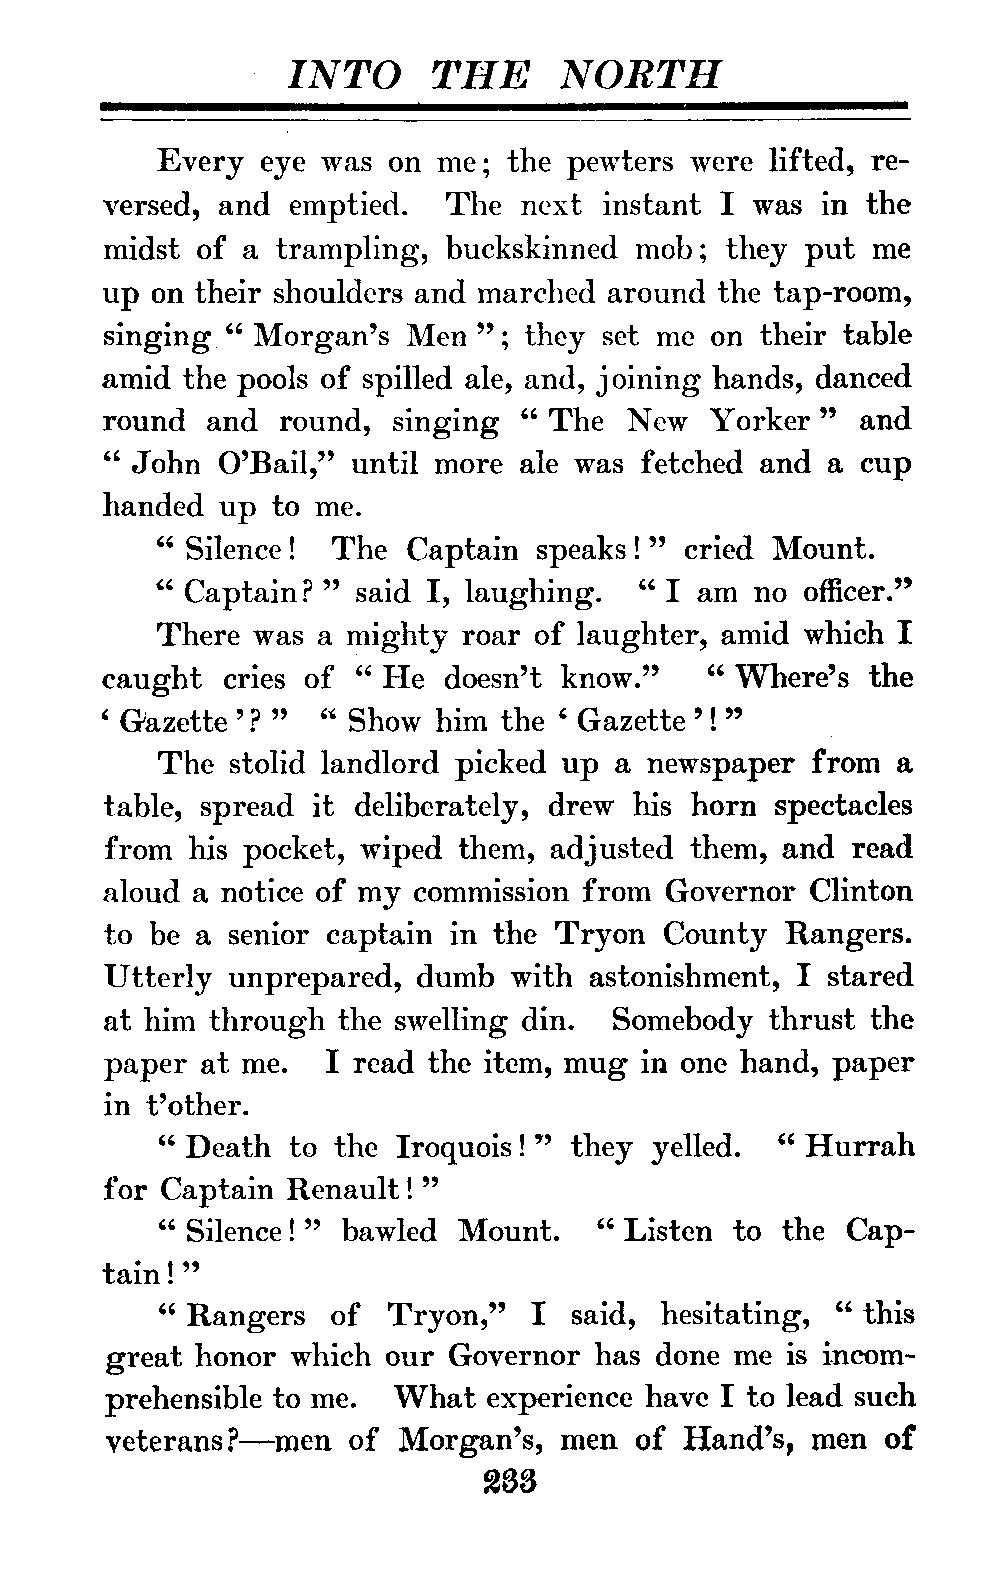 INTO THE NORTH
Every eye was on me; the pewters were lifted, re-
versed, and emptied. The next instant I was in the
midst of a trampling, buckskinned mob; they put me
up on their shoulders and marched around the tap-room,
singing “ Morgan’s Men ”; they set me on their table
amid the pools of spilled ale, and, joining hands, danced
round and round, singing “ The New Yorker ” and
“ John O’Bail,” until more ale was fetched and a cup
handed up to me.
“ Silence! The Captain speaks! ” cried Mount.
“ Captain? ” said I, laughing. “ I am no officer.”
There was a mighty roar of laughter, amid which I
caught cries of “ He doesn’t know.” “ Where’s the
‘ Gazette ’? ” “ Show him the ‘ Gazette ’! ”
The stolid landlord picked up a newspaper from a
table, spread it deliberately, drew his horn spectacles
from his pocket, wiped them, adjusted them, and read
aloud a notice of my commission from Governor Clinton
to be a senior captain in the Tryon County Rangers.
Utterly unprepared, dumb with astonishment, I stared
at him through the swelling din. Somebody thrust the
paper at me. I read the item, mug in one hand, paper
in t’other.
“ Death to the Iroquois! ” they yelled. “ Hurrah
for Captain Renault! ”
“ Silence! ” bawled Mount. “ Listen to the Cap-
tain! ”
“ Rangers of Tryon,” I said, hesitating, “ this
great honor which our Governor has done me is incom-
prehensible to me. What experience have I to lead such
veterans?—men of Morgan’s, men of Hand’s, men of
233